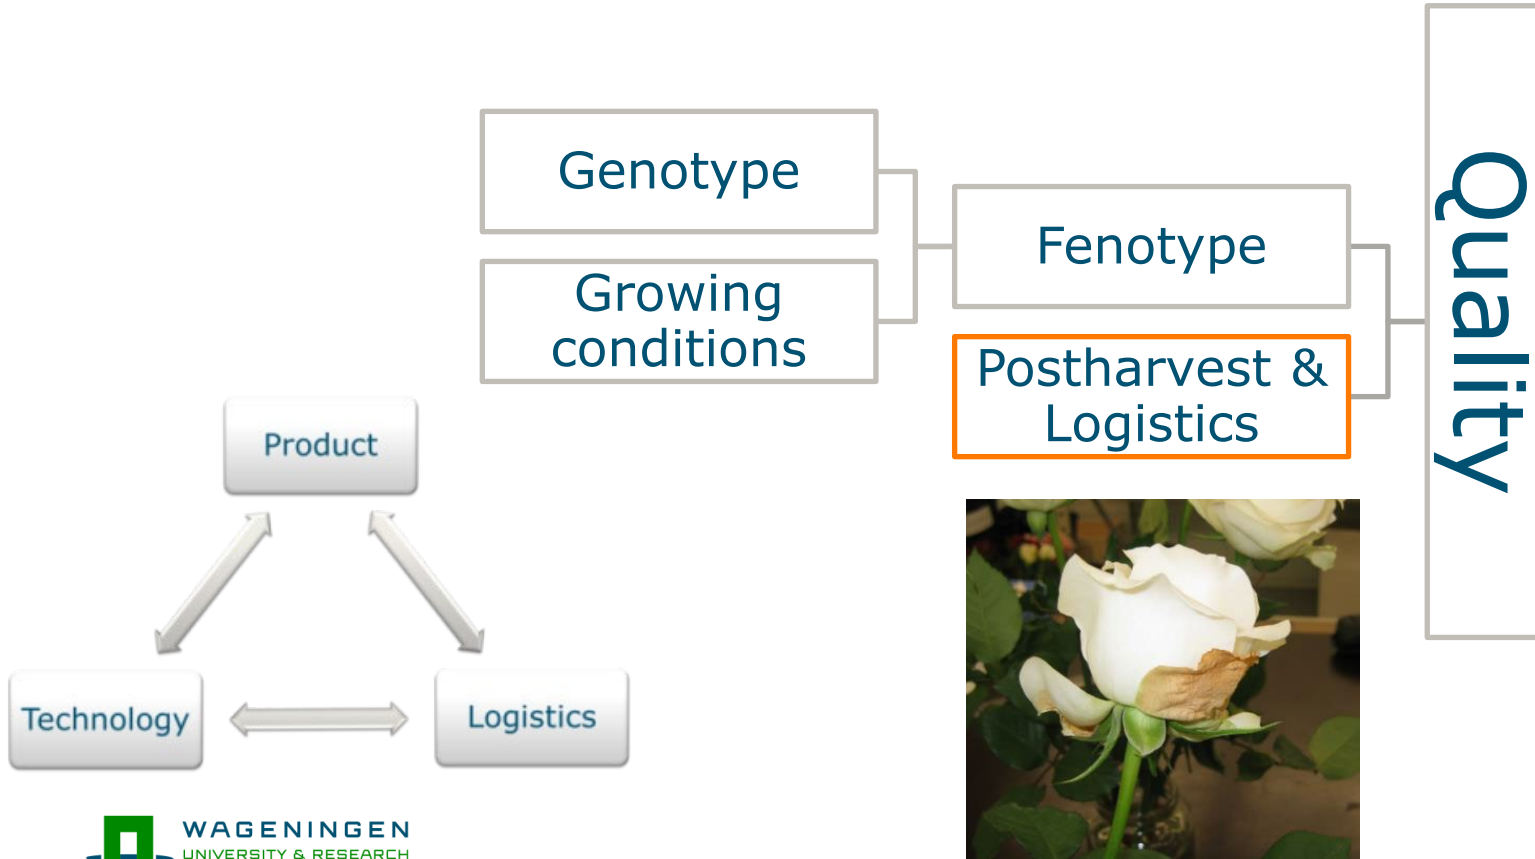 Genotype
Growing
conditions
Fenotype
Postharvest &
Logistics
Quality
Product
Technology
Logistics
WAGENINGEN
UNIVERSITY & RESEARCH